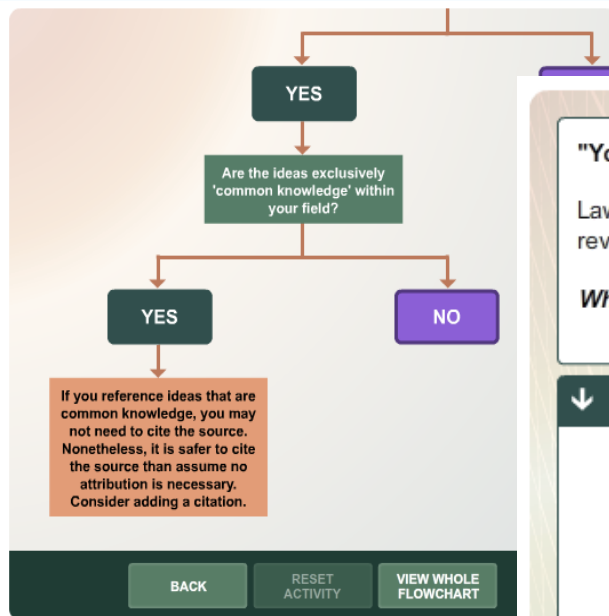 YES
Are the ideas exclusively
'common knowledge' within
your field?
YES
NO
If you reference ideas that are
common knowledge, you may
not need to cite the source.
Nonetheless, it is safer to cite
the source than assume no
attribution is necessary.
Consider adding a citation.
BACK
RESET
ACTIVITY
VIEW WHOLE
FLOWCHART